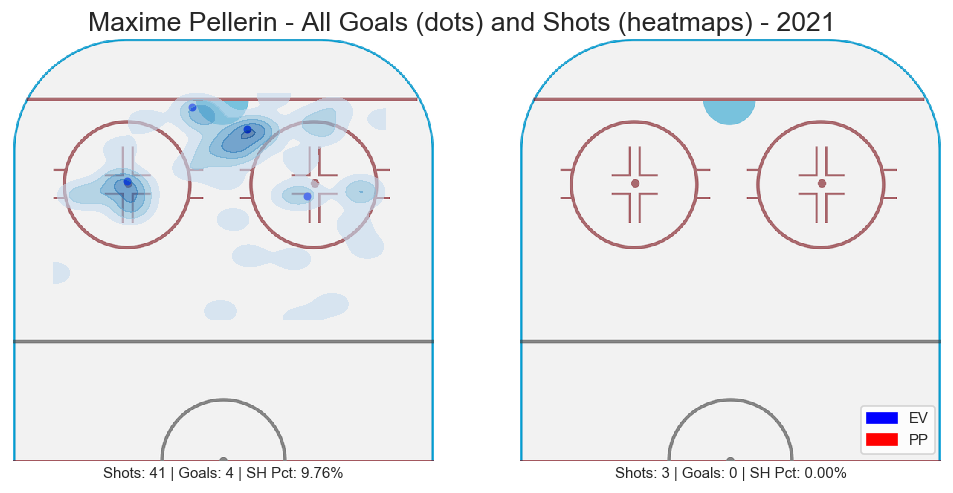 Maxime Pellerin - All Goals (dots) and Shots (heatmaps) - 2021
EV
PP
Shots: 41 | Goals: 4 | SH Pct: 9.76%
Shots: 3 | Goals: 0 | SH Pct: 0.00%